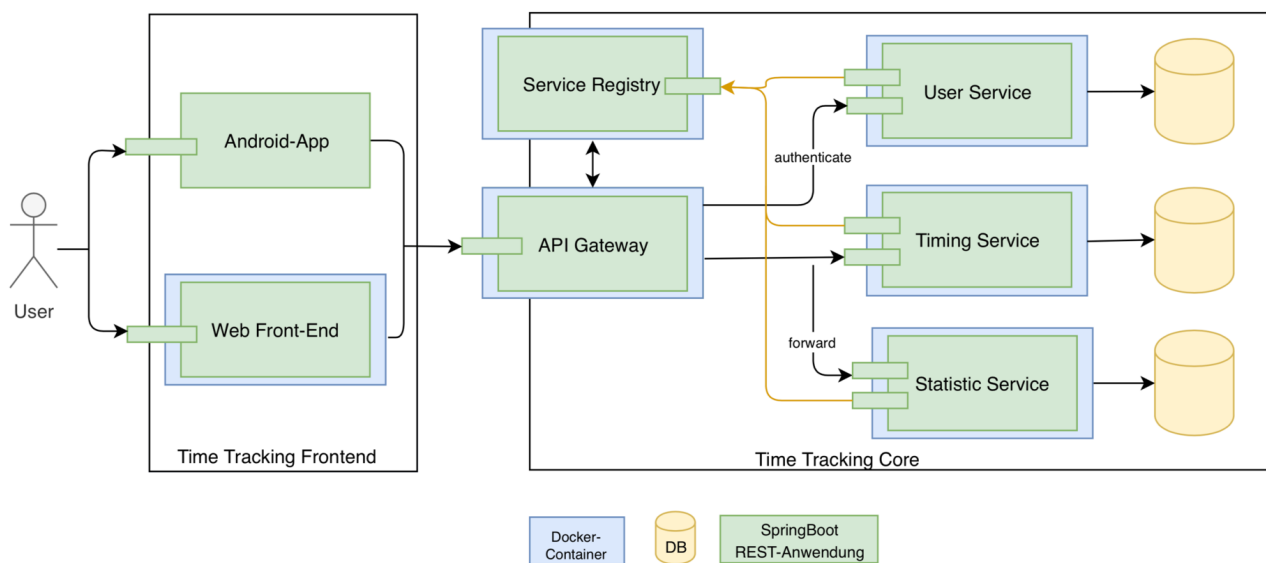 User
Android-App
Web Front-End
Time Tracking Frontend
Service Registry
API Gateway
authenticate
forward
User Service
Timing Service
Statistic Service
Time Tracking Core
Docker-
Container
DB
SpringBoot
REST-Anwendung